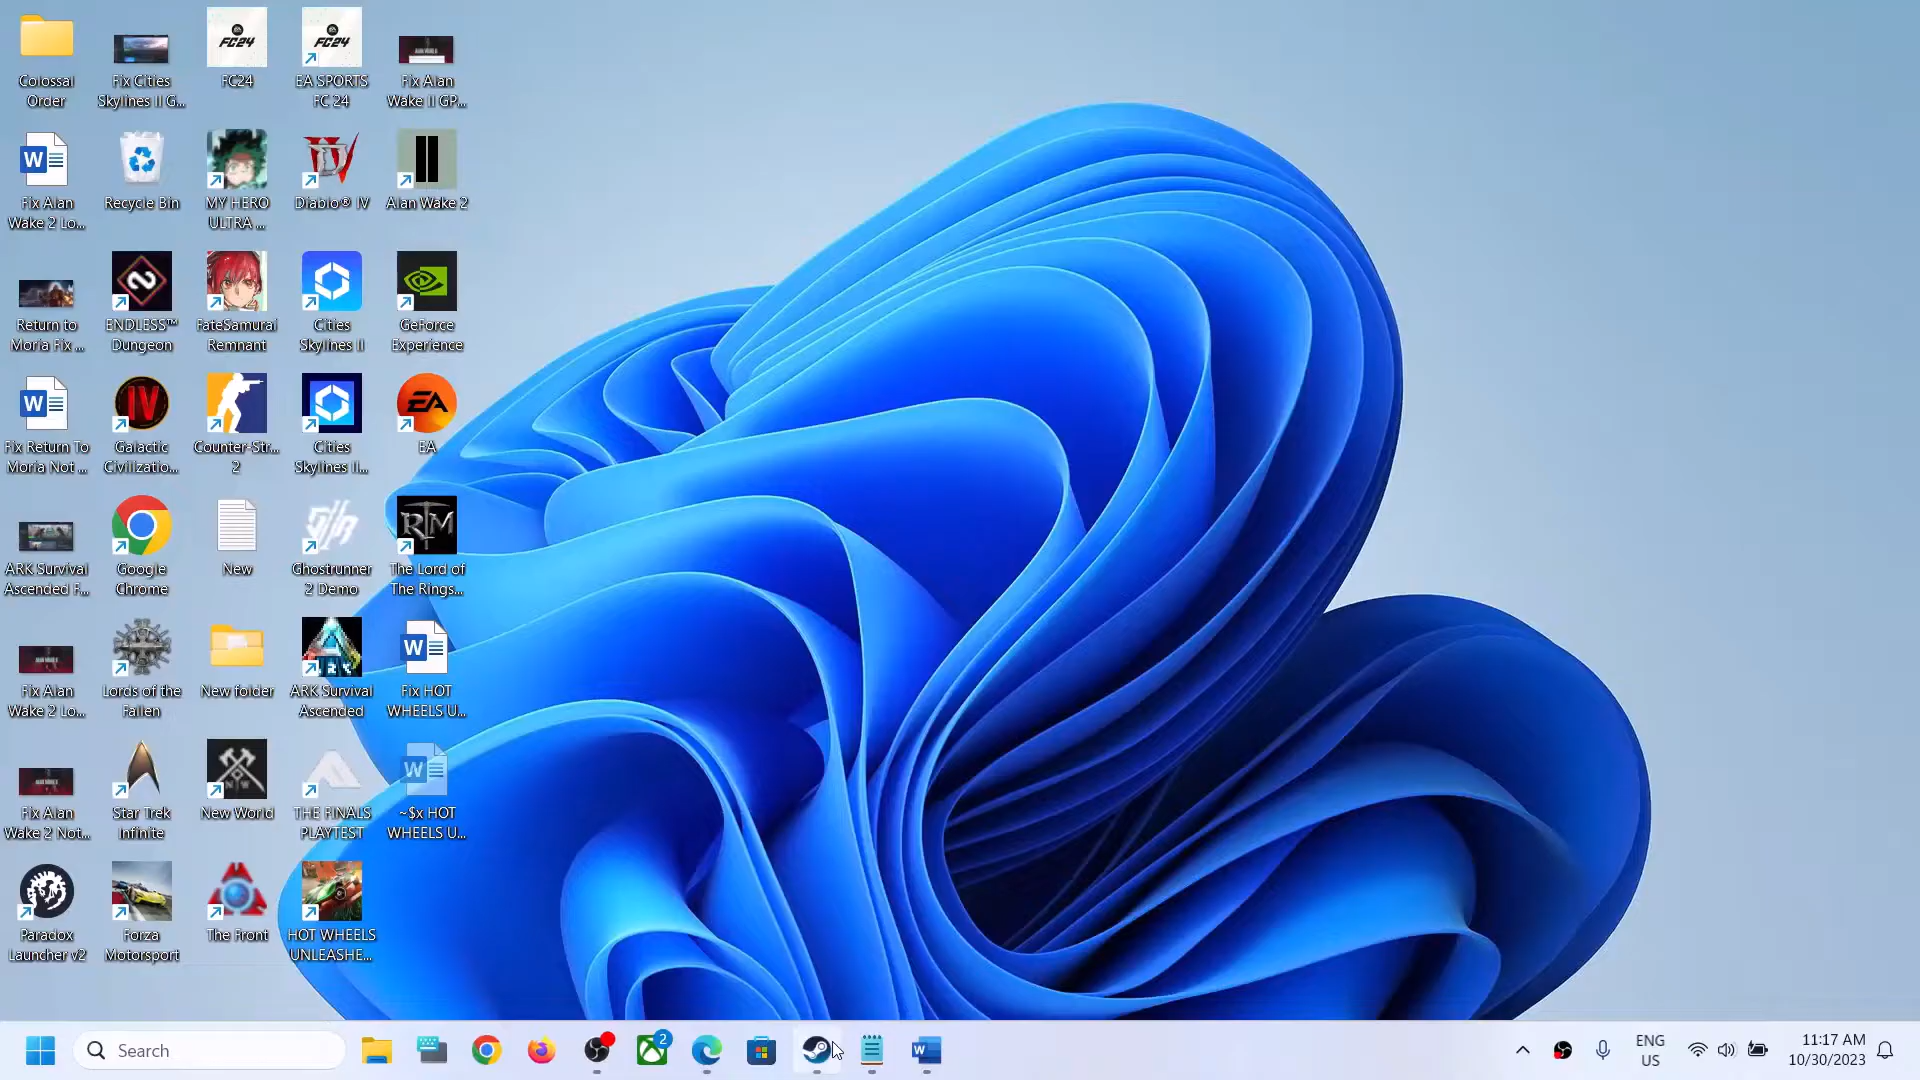 Colossal
Order
Fix Cities
Skylines II G...
FC24
EA SPORTS
FC 24
Fix Alan
Wake II GP...
Fix Alan
Wake 2 Lo...
Recycle Bin
MY HERO
ULTRA ...
Diablo® IV
Alan Wake 2
Return to
Moria Fix ...
ENDLESS™
Dungeon
FateSamurai
Remnant
Cities
Skylines II
GeForce
Experience
Fix Return To
Moria Not ...
Galactic
Civilizatio...
Counter-Str...
2
Cities
Skylines II...
EA
ARK Survival
Ascended F...
Google
Chrome
New
Ghostrunner
2 Demo
The Lord of
The Rings...
Fix Alan
Wake 2 Lo...
Lords of the
Fallen
New folder
ARK Survival
Ascended
Fix HOT
WHEELS U...
Fix Alan
Wake 2 Not...
Star Trek
Infinite
New World
THE FINALS
PLAYTEST
~$x HOT
WHEELS U...
Paradox
Launcher v2
Forza
Motorsport
The Front
HOT WHEELS
UNLEASHE...
Search
2
ENG
US
11:17 AM
10/30/2023